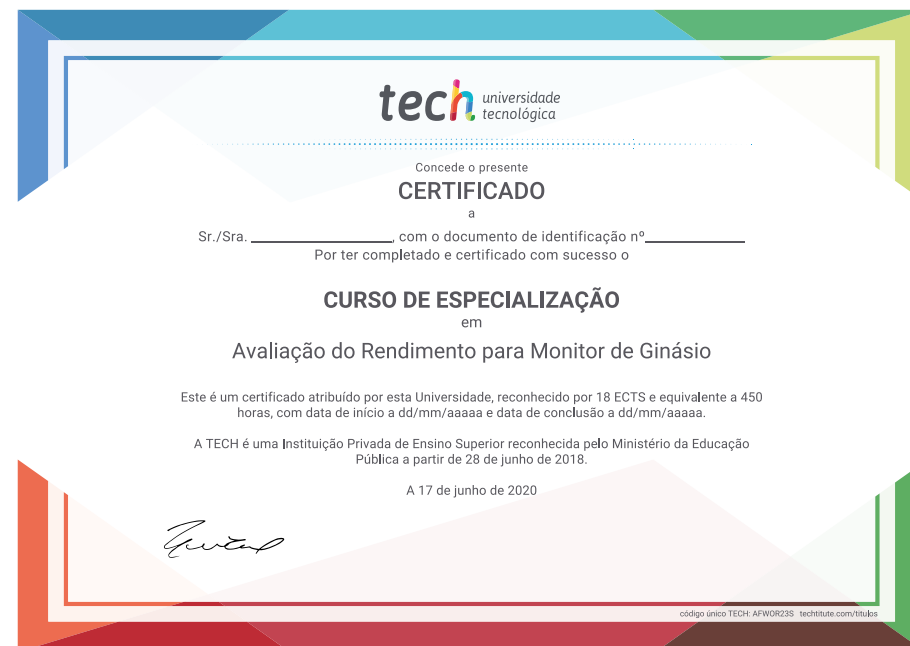 tech universidade
tecnológica
Concede o presente
CERTIFICADO
a
Sr./Sra. ____________, com o documento de identificação nº____________
Por ter completado e certificado com sucesso o
CURSO DE ESPECIALIZAÇÃO
em
Avaliação do Rendimento para Monitor de Ginásio
Este é um certificado atribuído por esta Universidade, reconhecido por 18 ECTS e equivalente a 450
horas, com data de início a dd/mm/aaaaa e data de conclusão a dd/mm/aaaaa.
A TECH é uma Instituição Privada de Ensino Superior reconhecida pelo Ministério da Educação
Pública a partir de 28 de junho de 2018.
A 17 de junho de 2020
código único TECH: AFWOR23S techtitute.com/titulos